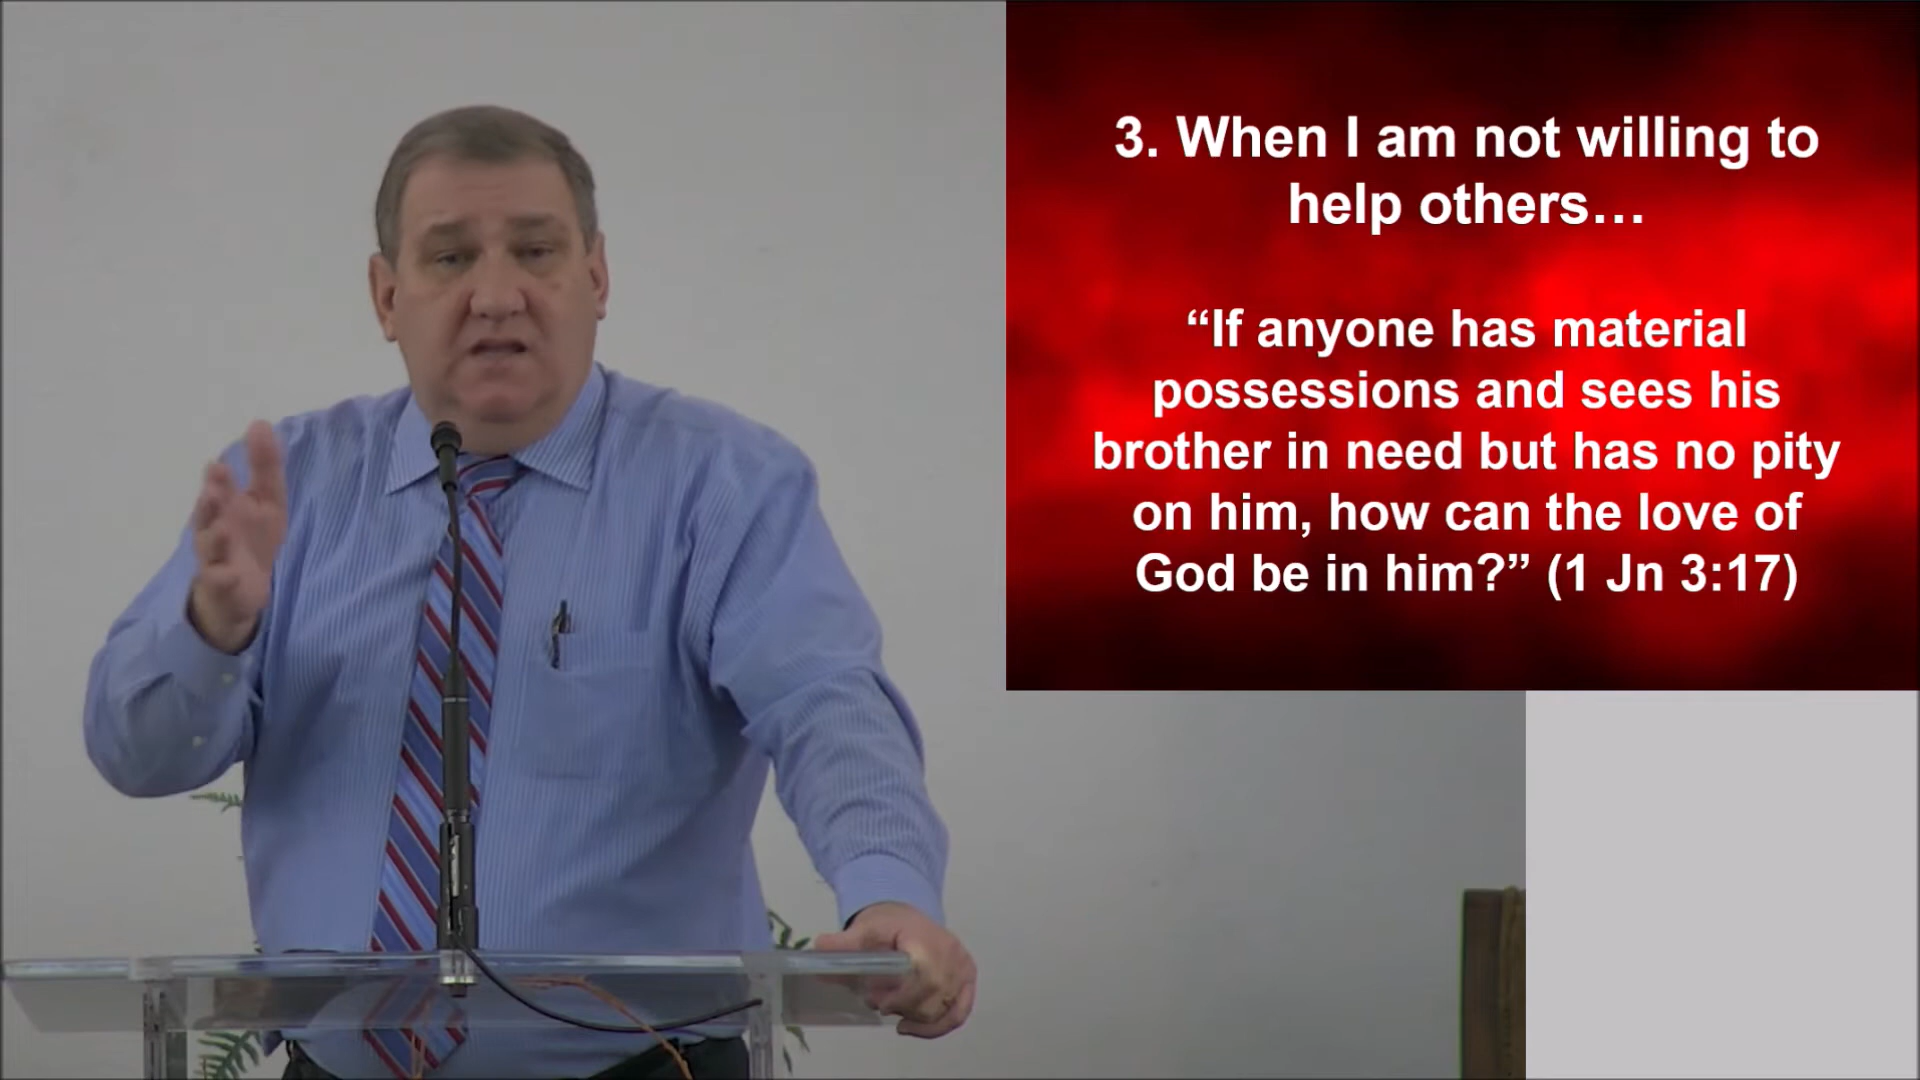 3. When I am not willing to
help others…
“If anyone has material
possessions and sees his
brother in need but has no pity
on him, how can the love of
God be in him?” (1 Jn 3:17)